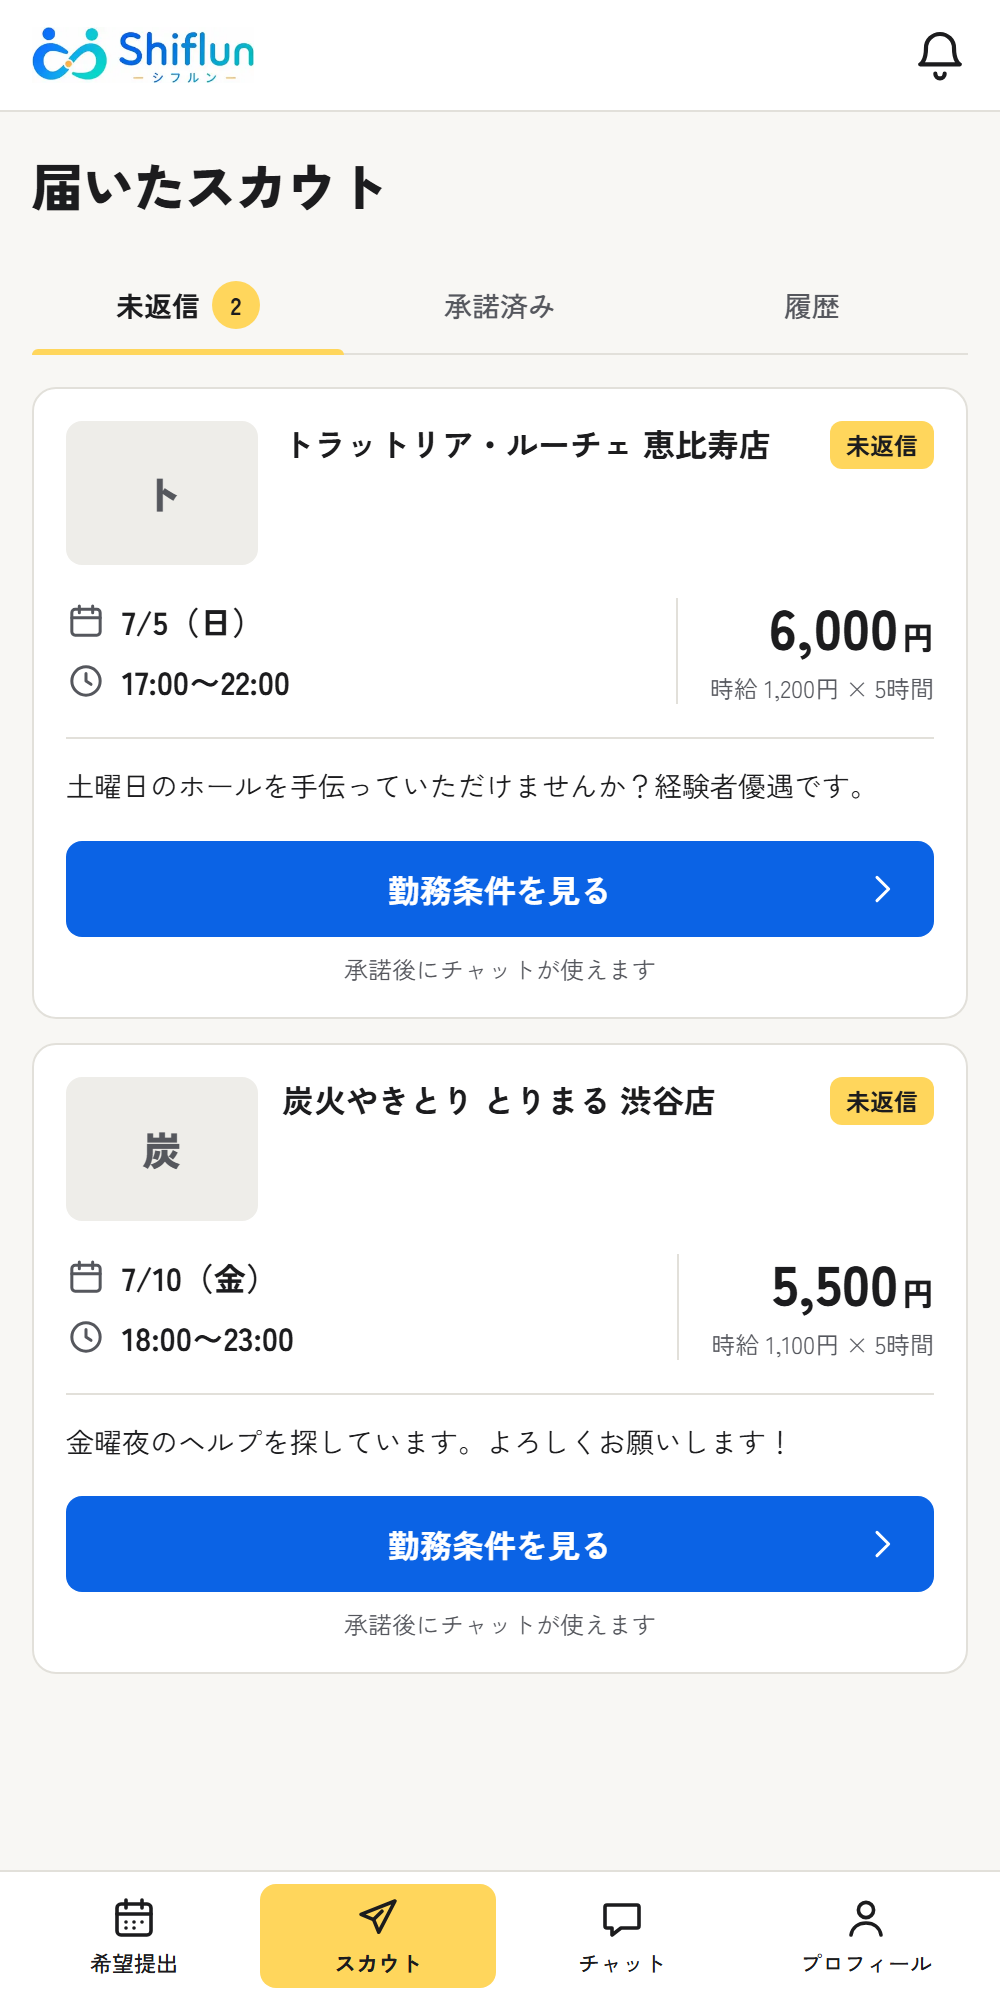 Shiflun
シフルン
届いたスカウト
未返信 2 承諾済み 履歴
ト
トラットリア・ルーチェ 恵比寿店
未返信
7/5（日）
17:00〜22:00
6,000円
時給 1,200円 × 5時間
土曜日のホールを手伝っていただけませんか？経験者優遇です。
勤務条件を見る
承諾後にチャットが使えます
炭
炭火やきとり とりまる 渋谷店
未返信
7/10（金）
18:00〜23:00
5,500円
時給 1,100円 × 5時間
金曜夜のヘルプを探しています。よろしくお願いします！
勤務条件を見る
承諾後にチャットが使えます
希望提出 スカウト チャット プロフィール